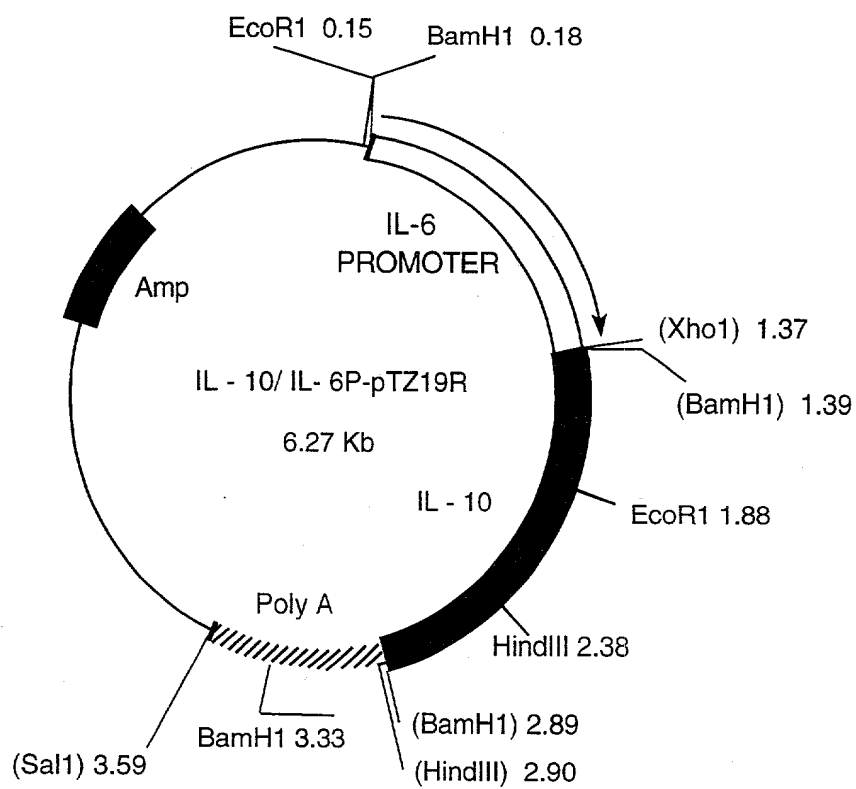 EcoR1 0.15
BamH1 0.18
IL-6
PROMOTER
Amp
(Xho1) 1.37
IL - 10/ IL- 6P-pTZ19R
(BamH1) 1.39
6.27 Kb
IL - 10
EcoR1 1.88
Poly A
HindIII 2.38
BamH1 3.33
(BamH1) 2.89
(Sal1) 3.59
(HindIII) 2.90